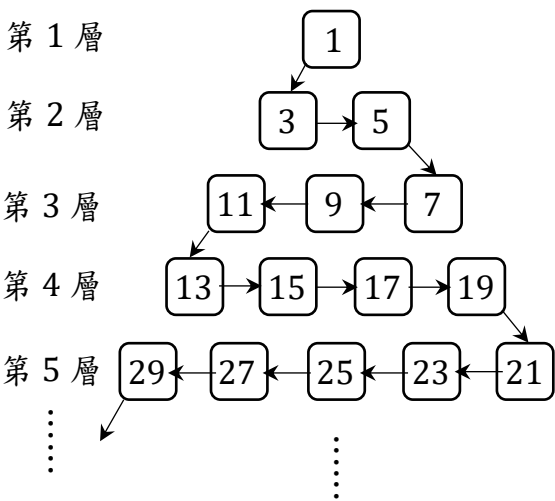 第 1 層 1
第 2 層 3 5
第 3 層 11 9 7
第 4 層 13 15 17 19
第 5 層 29 27 25 23 21